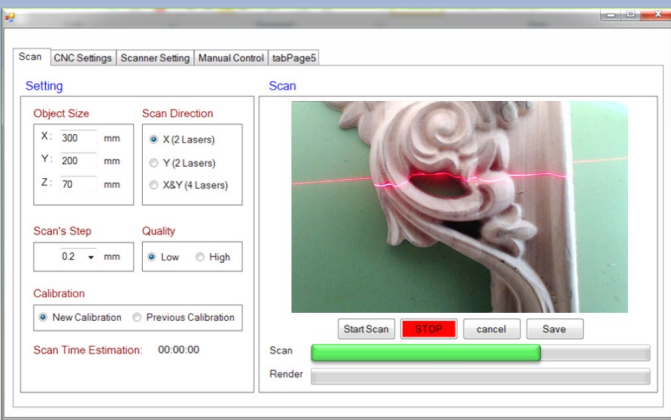 Scan CNC Settings Scanner Setting Manual Control tabPage5
Setting
Object Size
X : 300 mm
Y : 200 mm
Z : 70 mm
Scan Direction
X (2 Lasers)
Y (2 Lasers)
X&Y (4 Lasers)
Scan's Step
0.2 mm
Quality
Low High
Calibration
New Calibration Previous Calibration
Scan Time Estimation: 00:00:00
Scan
Start Scan STOP cancel Save
Scan
Render